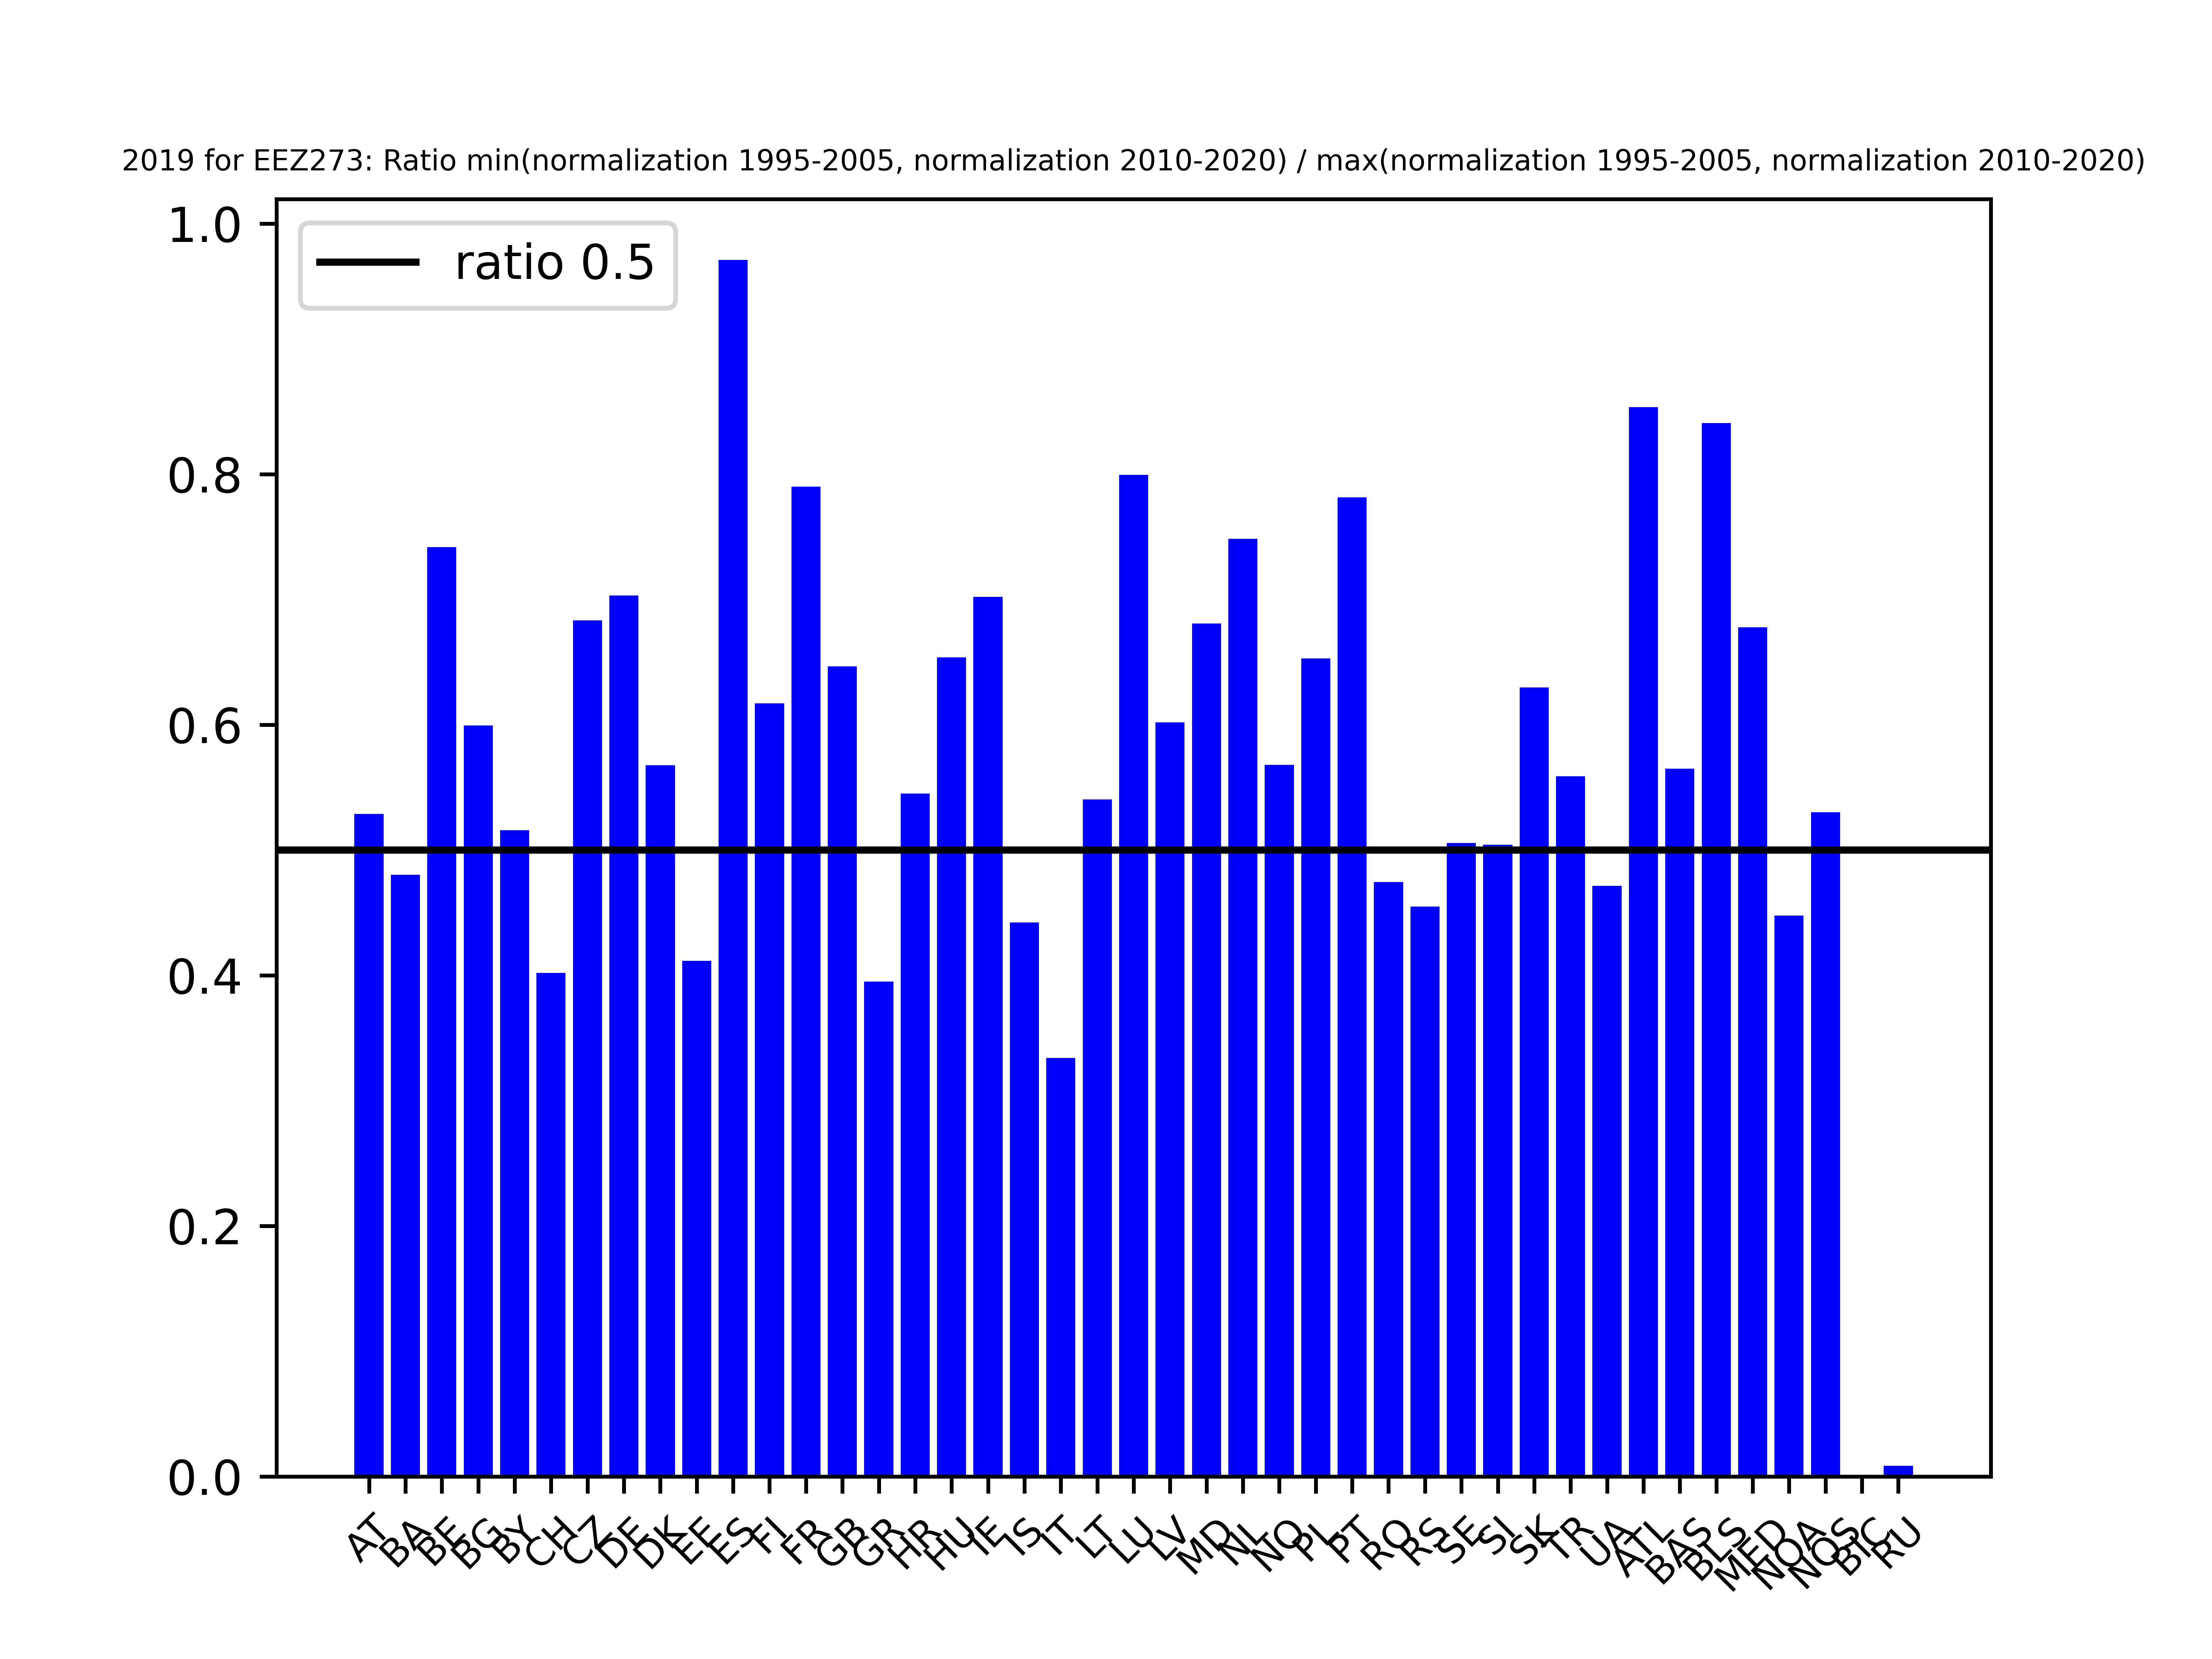 2019 for EEZ273: Ratio min(normalization 1995-2005, normalization 2010-2020) / max(normalization 1995-2005, normalization 2010-2020)
ratio 0.5
1.0
0.8
0.6
0.4
0.2
0.0
AT
BA
BE
BG
BY
CH
CZ
DE
DK
EE
ES
FI
FR
GB
GR
HR
HU
IE
IS
IT
LT
LU
LV
MD
NL
NO
PL
PT
RO
RS
SE
SI
SK
TR
UA
ATL
BAS
BTS
MED
NOA
NOS
BIC
RU